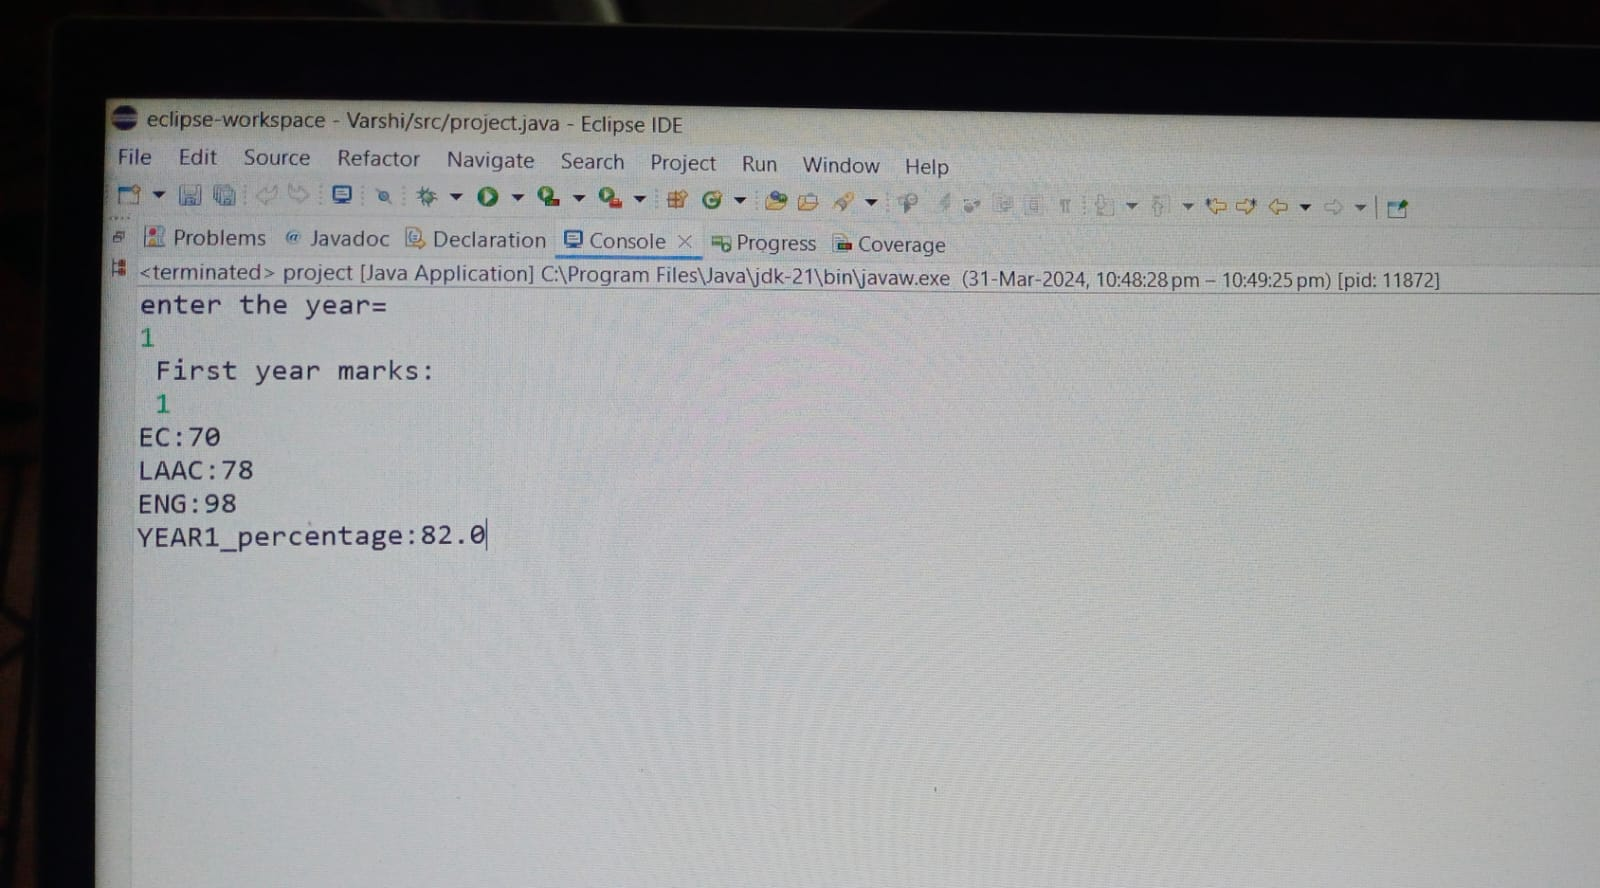 eclipse-workspace - Varshi/src/project.java - Eclipse IDE
File Edit Source Refactor Navigate Search Project Run Window Help
Problems @ Javadoc Declaration Console Progress Coverage
<terminated> project [Java Application] C:\Program Files\Java\jdk-21\bin\javaw.exe (31-Mar-2024, 10:48:28 pm – 10:49:25 pm) [pid: 11872]
enter the year=
1
First year marks:
1
EC:70
LAAC:78
ENG:98
YEAR1_percentage:82.0